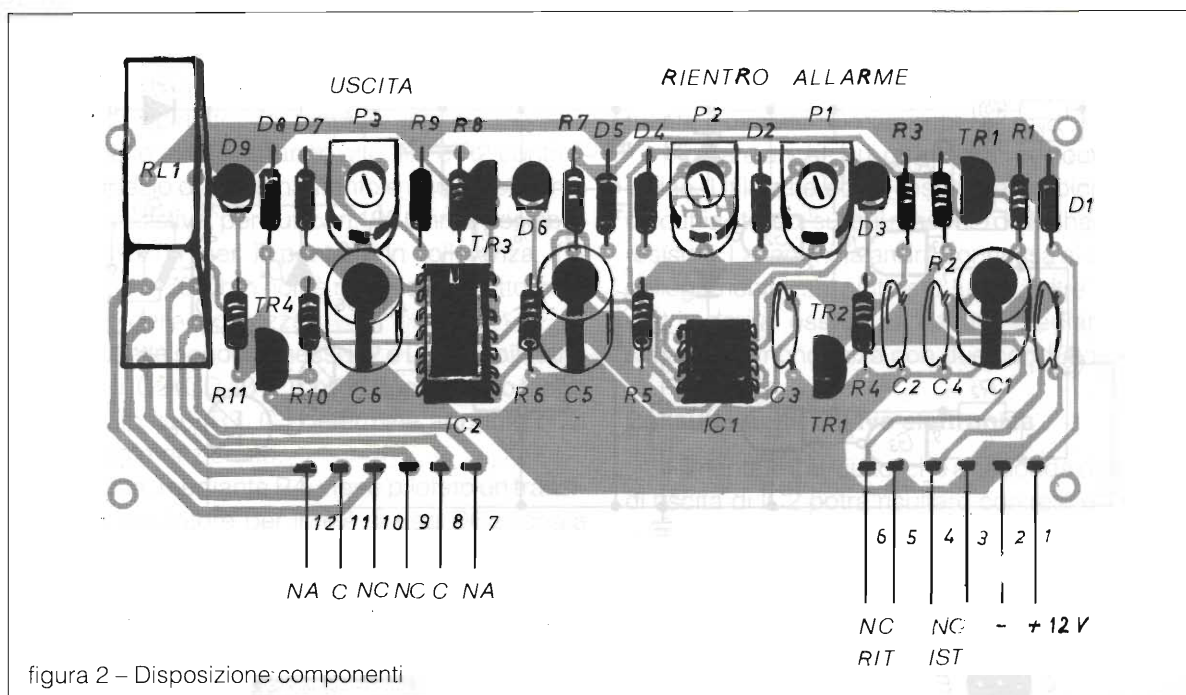 USCITA
RIENTRO ALLARME
P3
P2
P1
D8 D7 R9 R8 R7 D5 D4 D2 R3 TR1 R1
D9
RL1
D6
D3
D1
TR3
R2
TR4
TR2
R11 R10 C6 R6 C5 R5 C3 R4 C2 C4 C1
IC2
IC1
TR1
12 11 10 9 8 7
6 5 4 3 2 1
NA C NC NC C NA
NC NC - + 12 V
RIT IST
figura 2 – Disposizione componenti